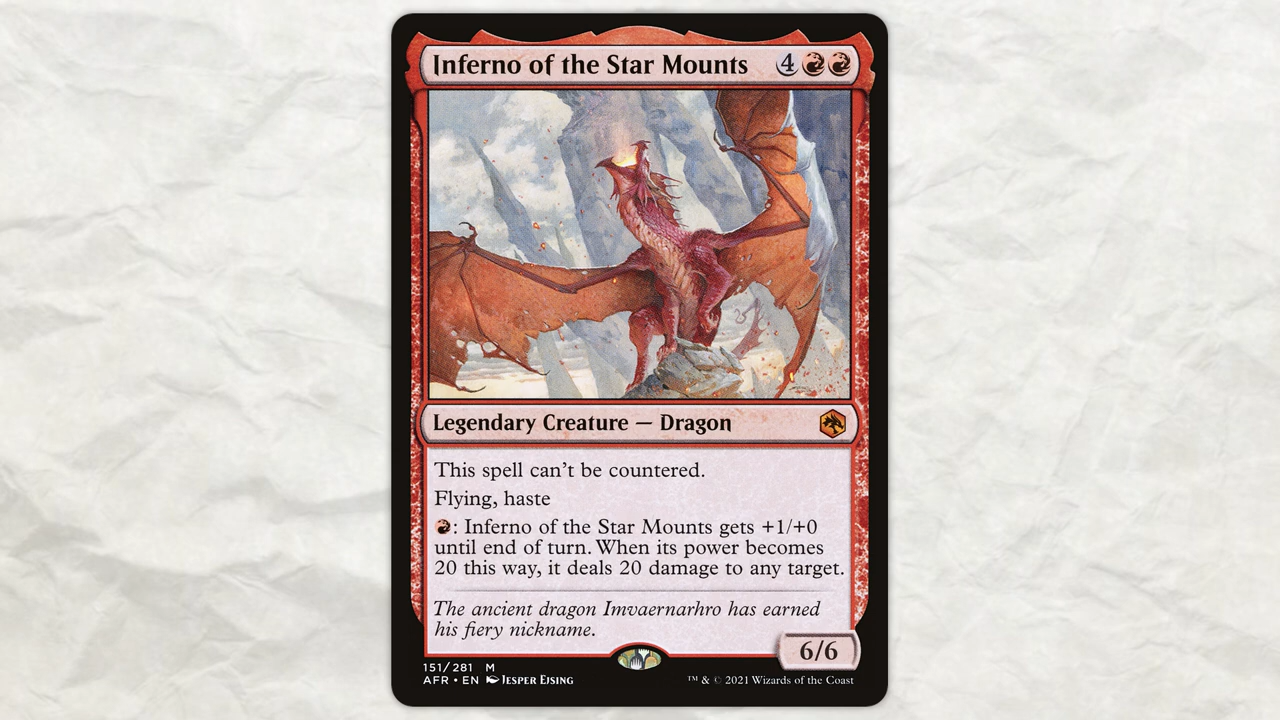 Inferno of the Star Mounts 4
Legendary Creature — Dragon
This spell can't be countered.
Flying, haste
: Inferno of the Star Mounts gets +1/+0
until end of turn. When its power becomes
20 this way, it deals 20 damage to any target.
The ancient dragon Imvaernarhro has earned
his fiery nickname.
6/6
151/281 M
AFR • EN Jesper Ejsing
™ & © 2021 Wizards of the Coast